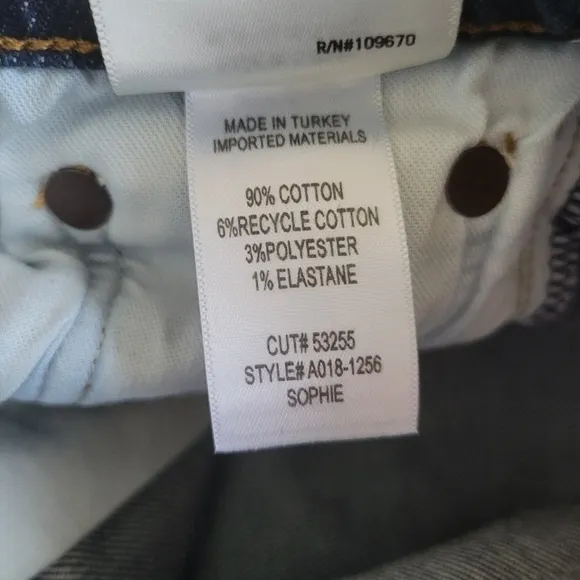 R/N#109670
MADE IN TURKEY
IMPORTED MATERIALS
90% COTTON
6%RECYCLE COTTON
3%POLYESTER
1% ELASTANE
CUT# 53255
STYLE# A018-1256
SOPHIE